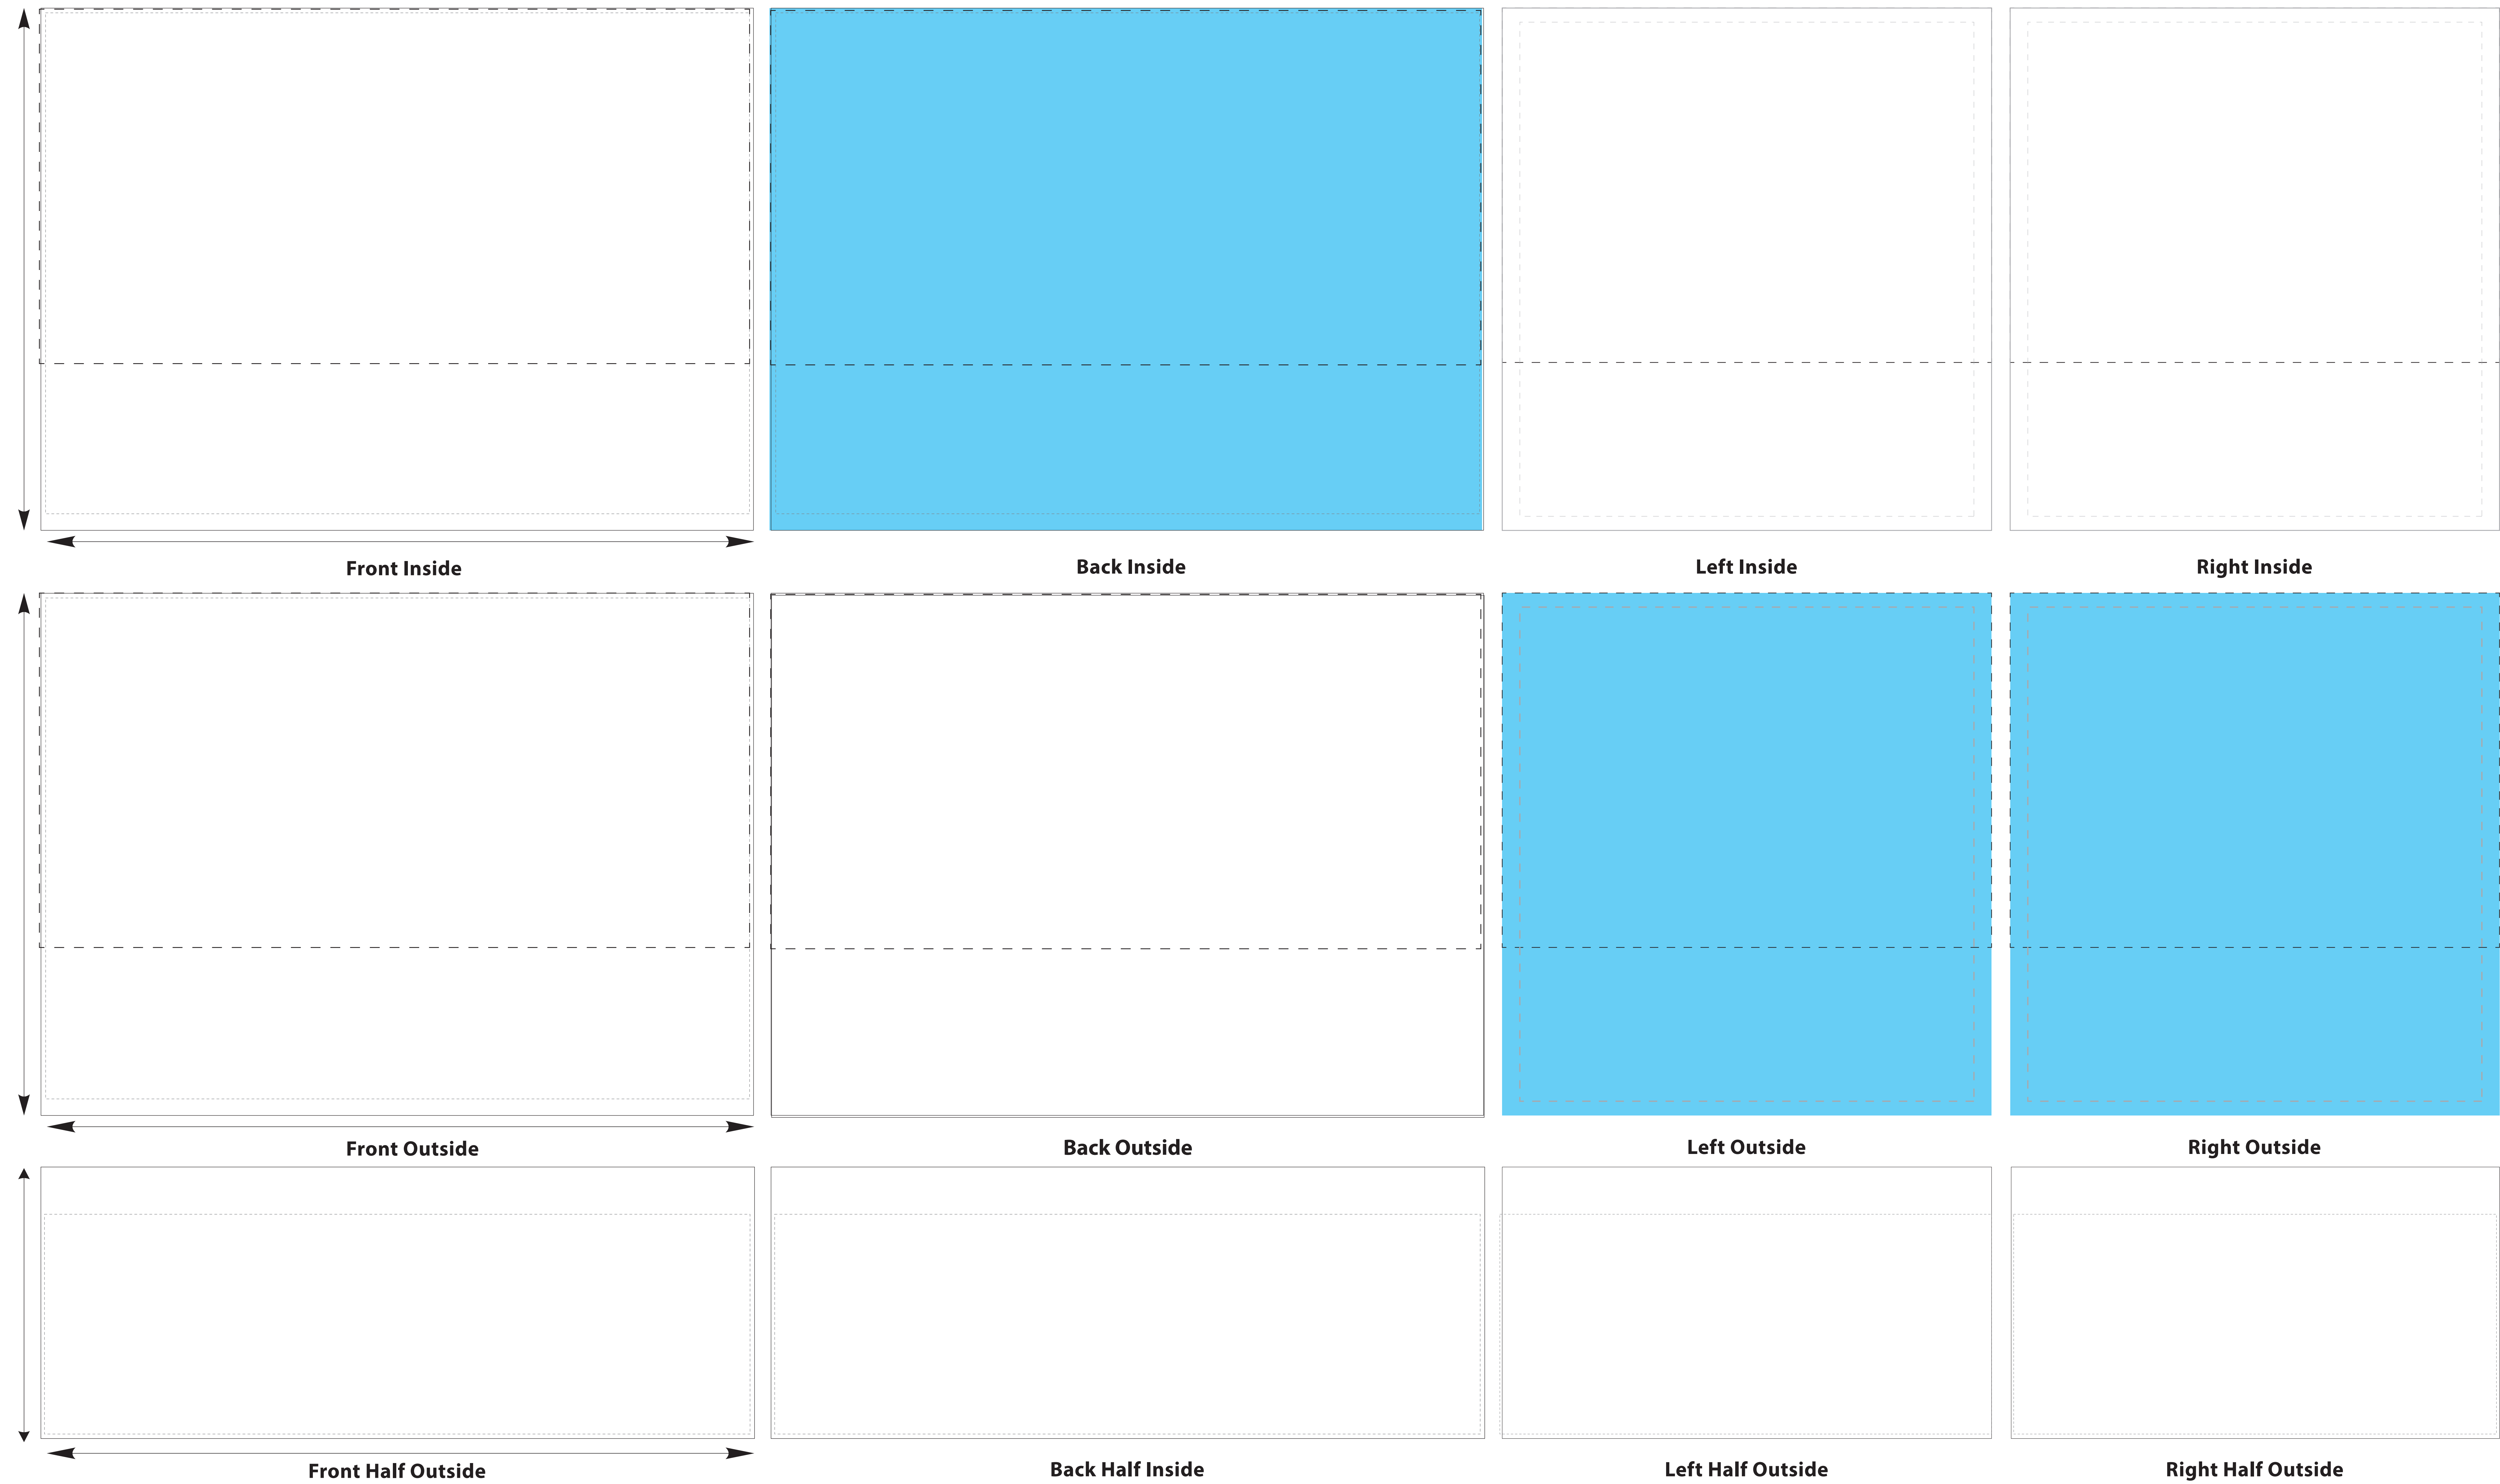 Front Inside
Back Inside
Left Inside
Right Inside
Front Outside
Back Outside
Left Outside
Right Outside
Front Half Outside
Back Half Inside
Left Half Outside
Right Half Outside